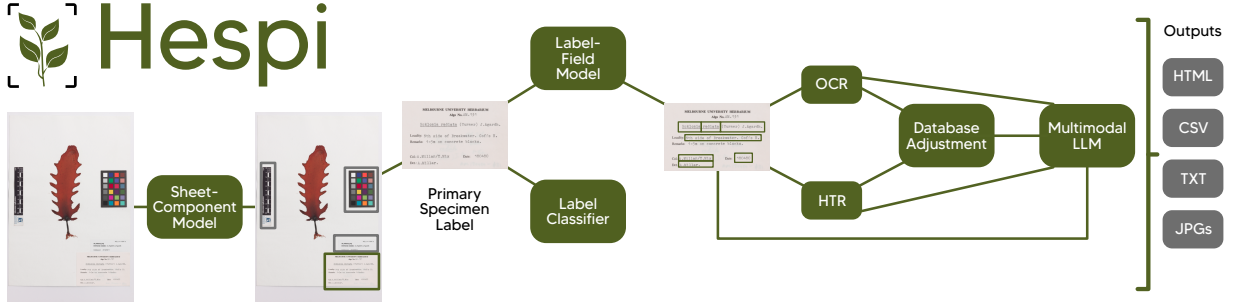 Hespi
Sheet-
Component
Model
Primary
Specimen
Label
Label-
Field
Model
Label
Classifier
MELBOURNE UNIVERSITY HERBARIUM
OCR
HTR
Database
Adjustment
Multimodal
LLM
Outputs
HTML
CSV
TXT
JPGs